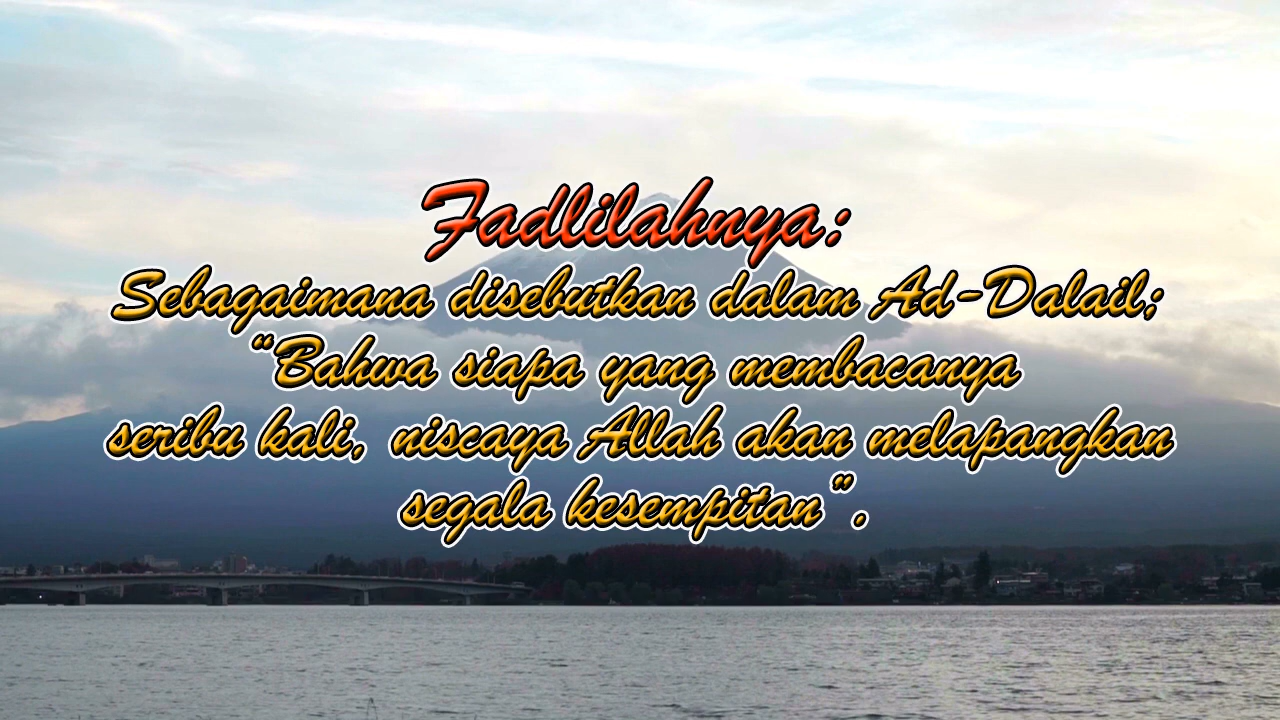 Fadlilahnya:
Sebagaimana disebutkan dalam Ad-Dalail;
“Bahwa siapa yang membacanya
seribu kali, niscaya Allah akan melapangkan
segala kesempitan”.